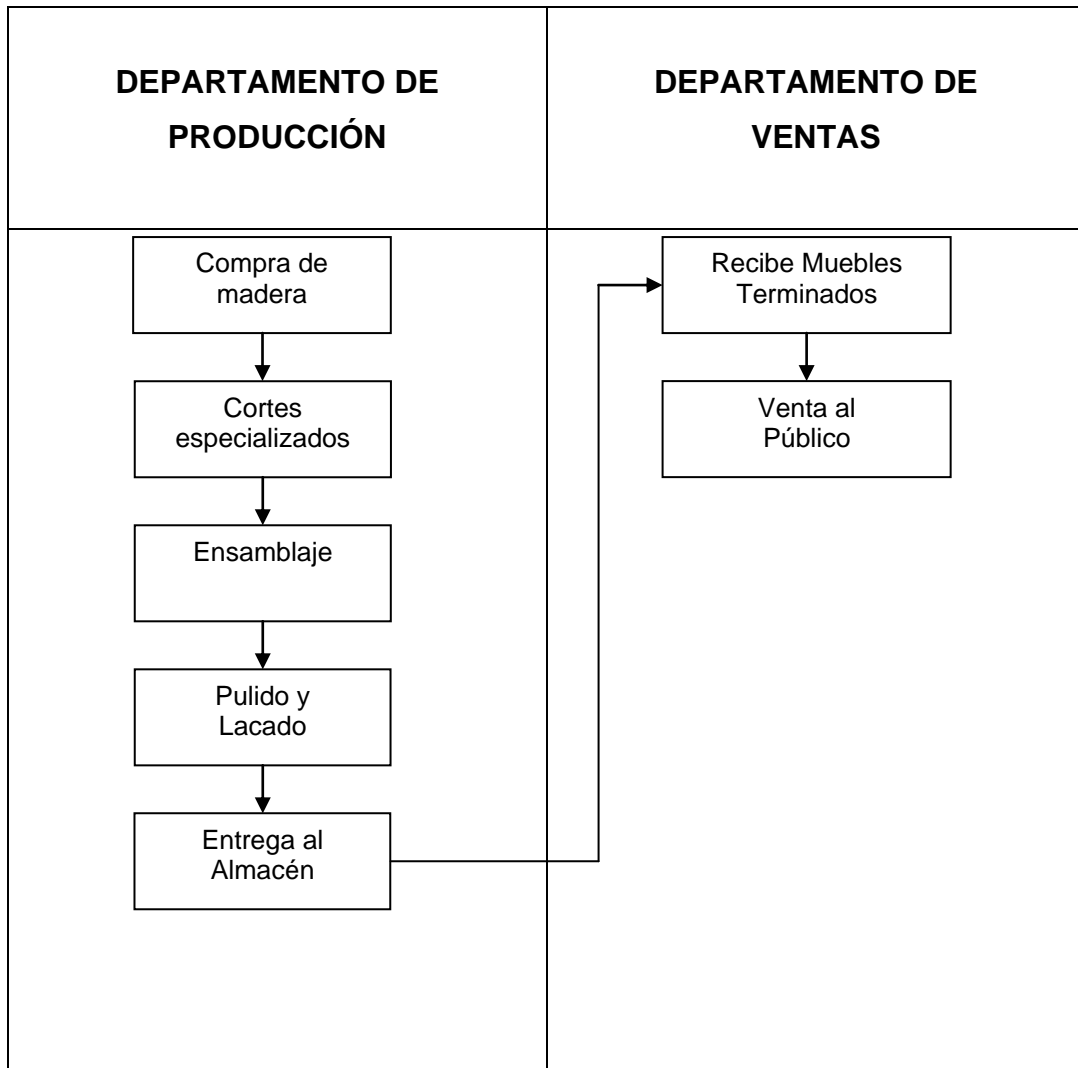 DEPARTAMENTO DE
PRODUCCIÓN
DEPARTAMENTO DE
VENTAS
Compra de
madera
Cortes
especializados
Ensamblaje
Pulido y
Lacado
Entrega al
Almacén
Recibe Muebles
Terminados
Venta al
Público